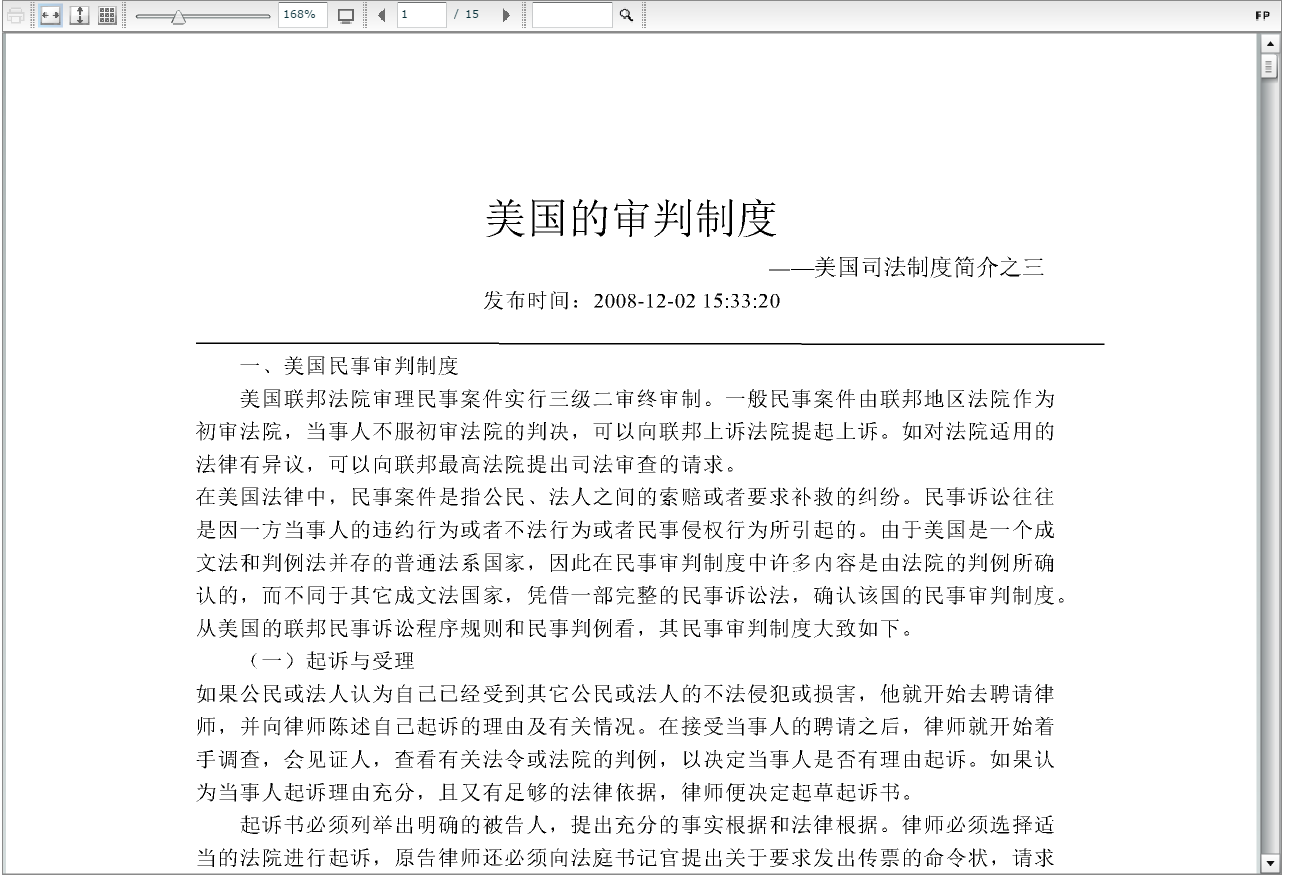 168%
1
/ 15
FP
美国的审判制度
——美国司法制度简介之三
发布时间：2008-12-02 15:33:20
一、美国民事审判制度
美国联邦法院审理民事案件实行三级二审终审制。一般民事案件由联邦地区法院作为
初审法院，当事人不服初审法院的判决，可以向联邦上诉法院提起上诉。如对法院适用的
法律有异议，可以向联邦最高法院提出司法审查的请求。
在美国法律中，民事案件是指公民、法人之间的索赔或者要求补救的纠纷。民事诉讼往往
是因一方当事人的违约行为或者不法行为或者民事侵权行为所引起的。由于美国是一个成
文法和判例法并存的普通法系国家，因此在民事审判制度中许多内容是由法院的判例所确
认的，而不同于其它成文法国家，凭借一部完整的民事诉讼法，确认该国的民事审判制度。
从美国的联邦民事诉讼程序规则和民事判例看，其民事审判制度大致如下。
（一）起诉与受理
如果公民或法人认为自己已经受到其它公民或法人的不法侵犯或损害，他就开始去聘请律
师，并向律师陈述自己起诉的理由及有关情况。在接受当事人的聘请之后，律师就开始着
手调查，会见证人，查看有关法令或法院的判例，以决定当事人是否有理由起诉。如果认
为当事人起诉理由充分，且又有足够的法律依据，律师便决定起草起诉书。
起诉书必须列举出明确的被告人，提出充分的事实根据和法律根据。律师必须选择适
当的法院进行起诉，原告律师还必须向法庭书记官提出关于要求发出传票的命令状，请求